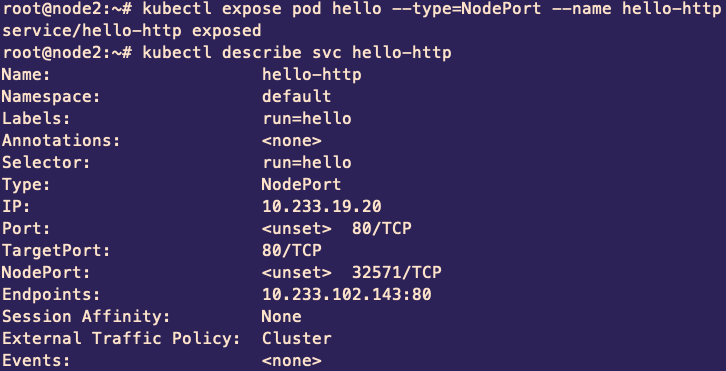 root@node2:~# kubectl expose pod hello --type=NodePort --name hello-http
service/hello-http exposed
root@node2:~# kubectl describe svc hello-http
Name:                     hello-http
Namespace:                default
Labels:                   run=hello
Annotations:              <none>
Selector:                 run=hello
Type:                     NodePort
IP:                       10.233.19.20
Port:                     <unset>  80/TCP
TargetPort:               80/TCP
NodePort:                 <unset>  32571/TCP
Endpoints:                10.233.102.143:80
Session Affinity:         None
External Traffic Policy:  Cluster
Events:                   <none>